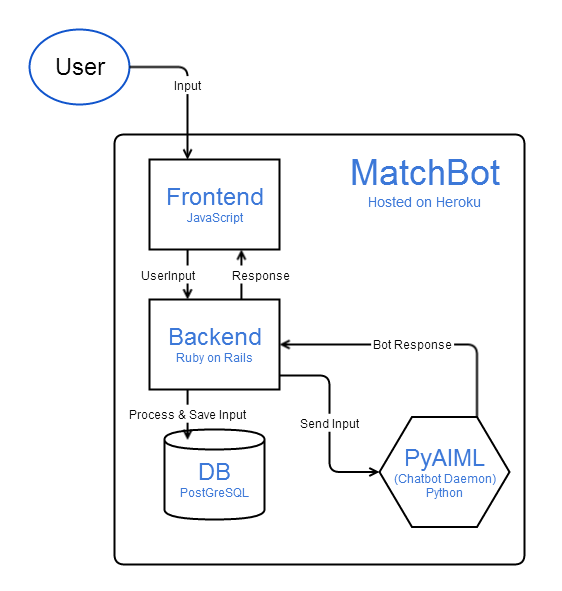 User
Input
MatchBot
Hosted on Heroku
Frontend
JavaScript
UserInput
Response
Backend
Ruby on Rails
Bot Response
Process & Save Input
Send Input
DB
PostGreSQL
PyAIML
(Chatbot Daemon)
Python